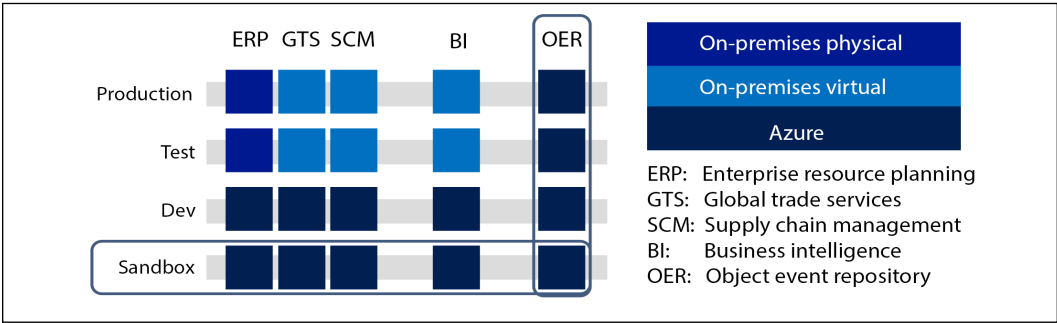 ERP GTS SCM BI OER
Production
Test
Dev
Sandbox
On-premises physical
On-premises virtual
Azure
ERP: Enterprise resource planning
GTS: Global trade services
SCM: Supply chain management
BI: Business intelligence
OER: Object event repository